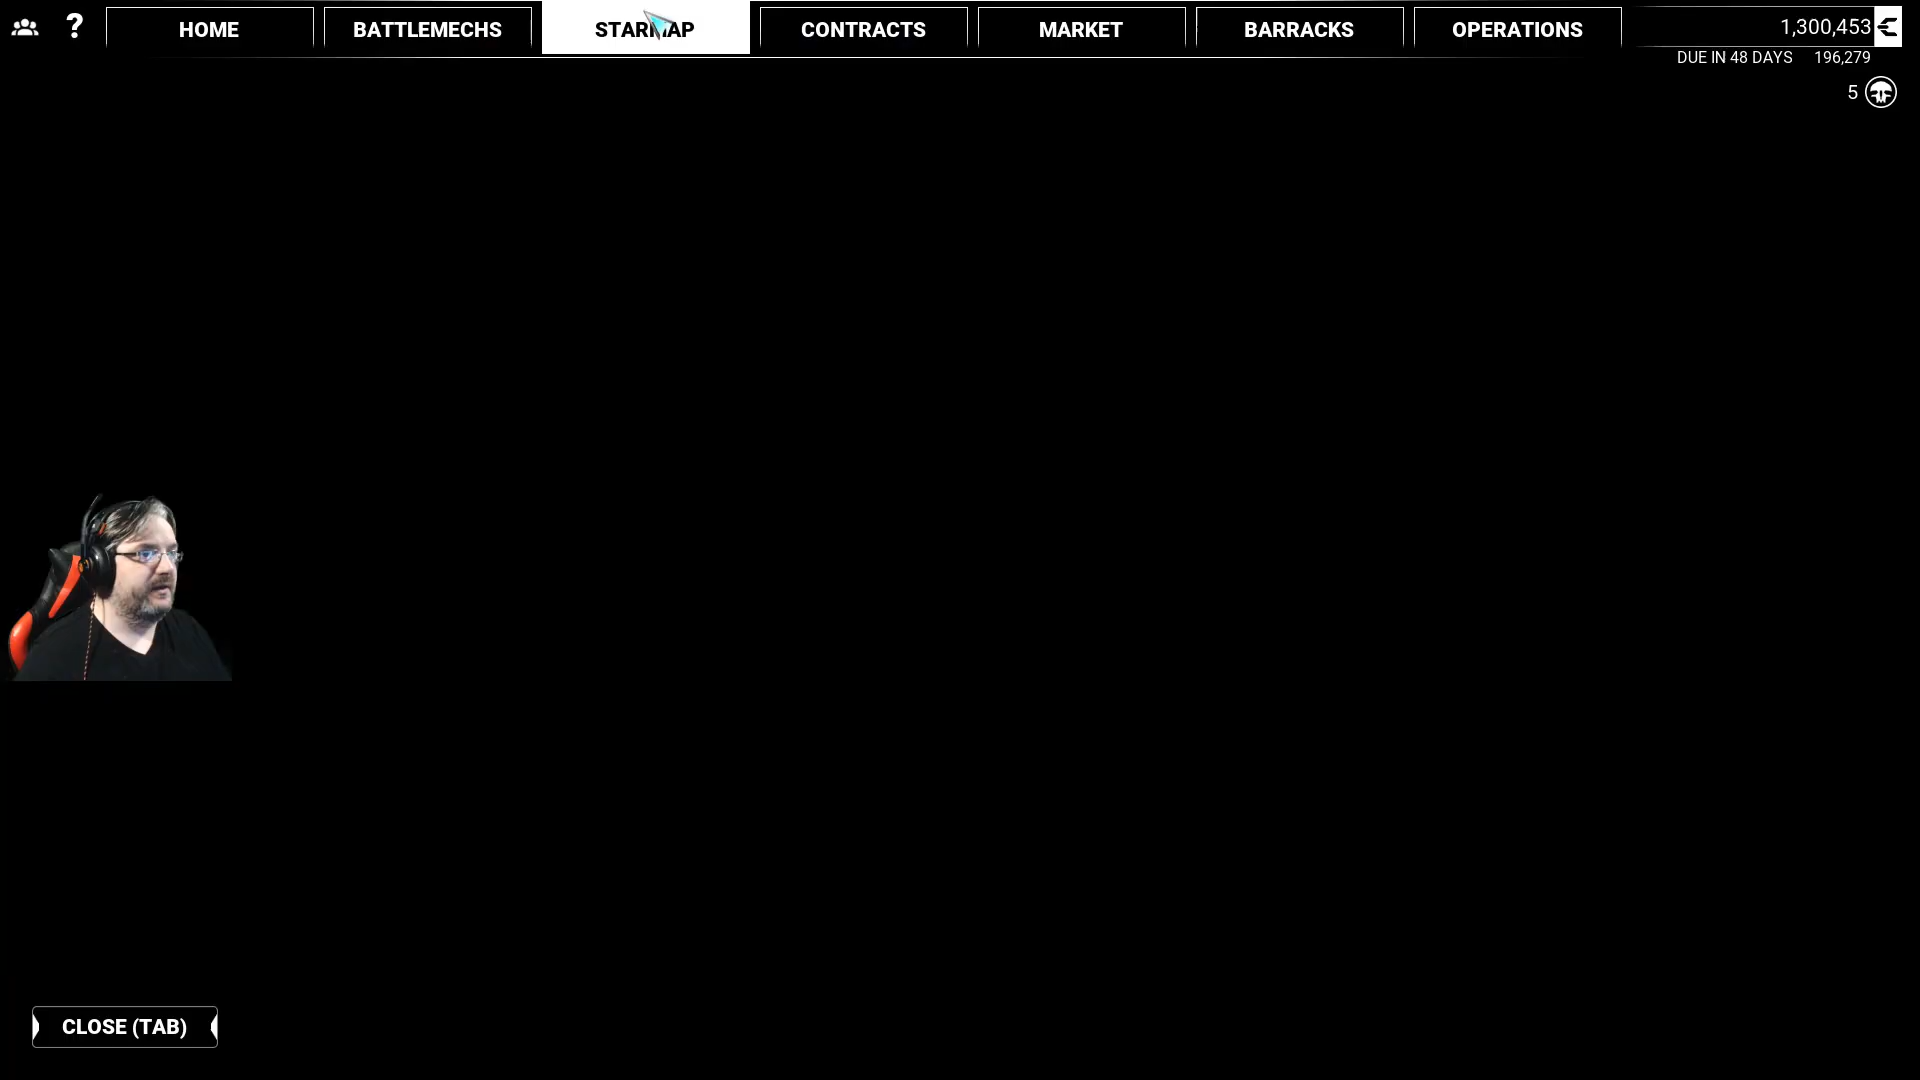 ?
HOME
BATTLEMECHS
STARMAP
CONTRACTS
MARKET
BARRACKS
OPERATIONS
1,300,453
DUE IN 48 DAYS 196,279
5
CLOSE (TAB)